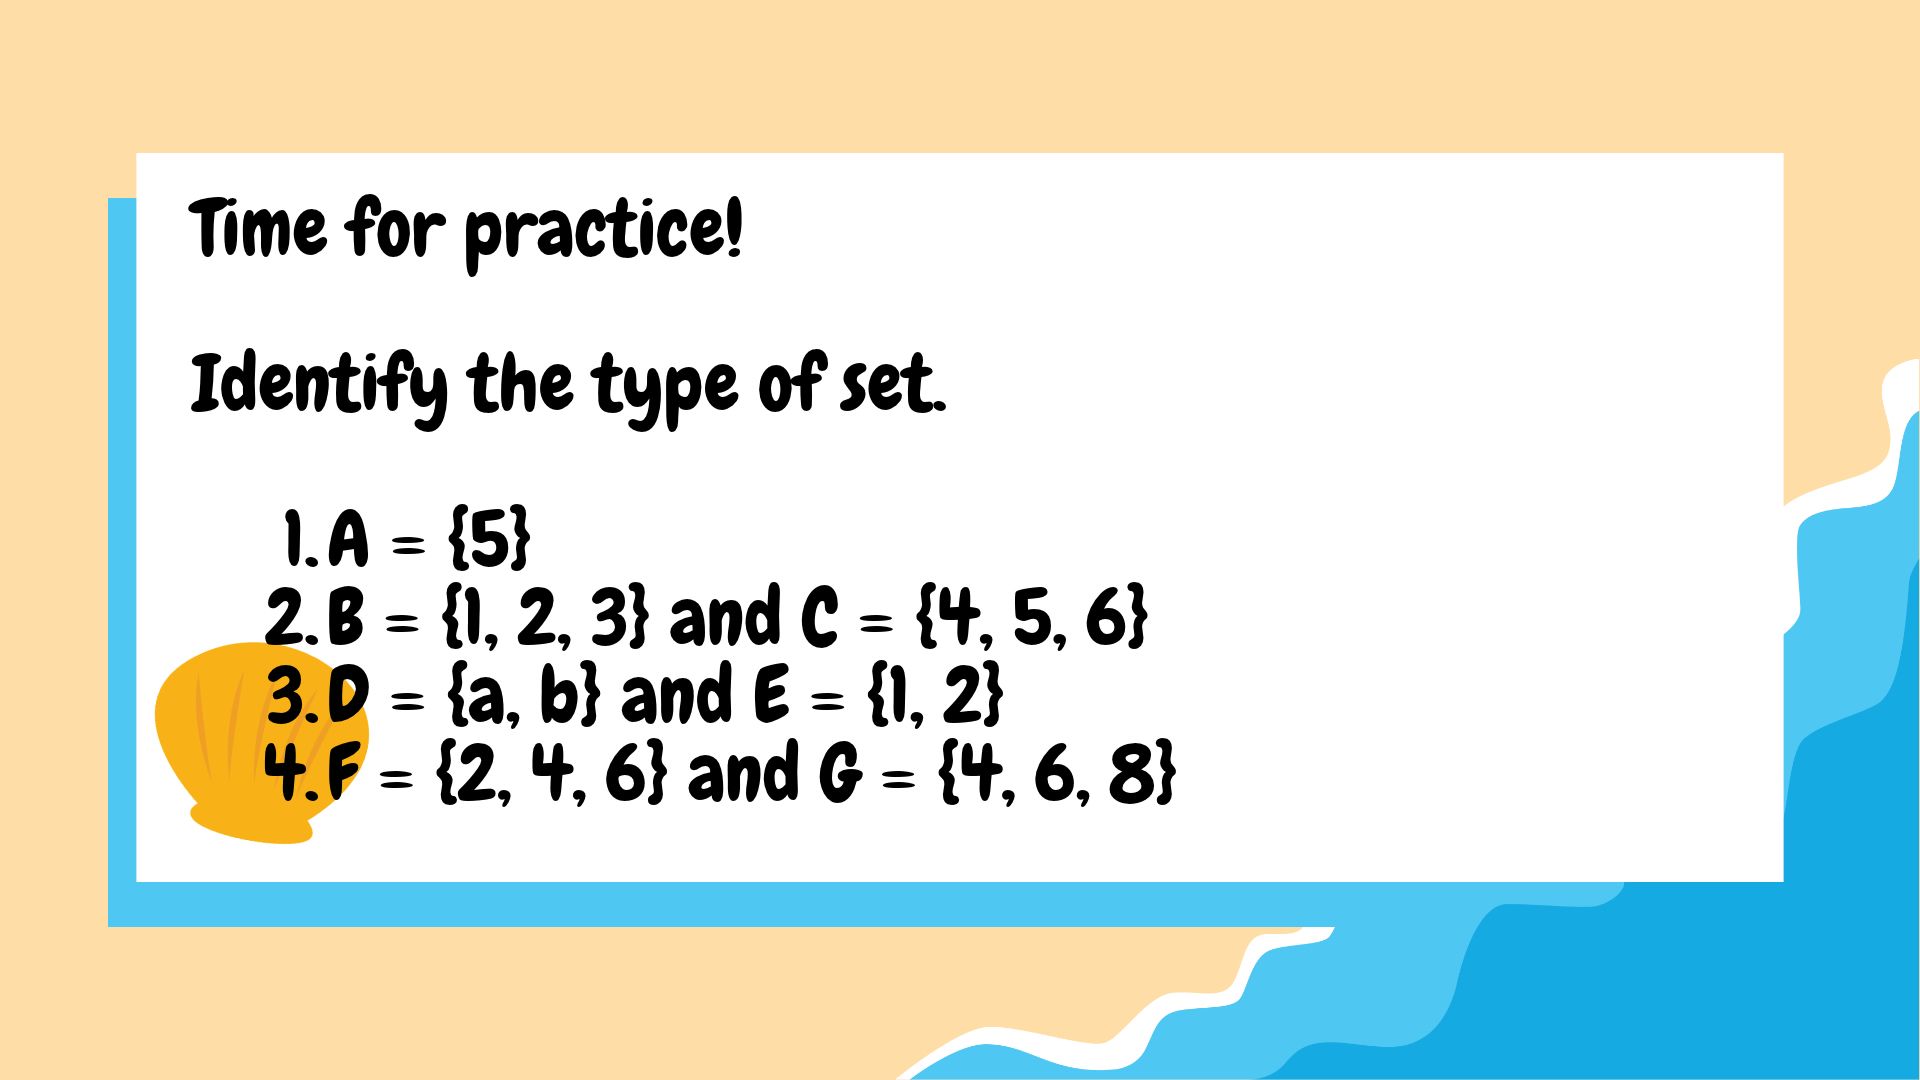 Time for practice!
Identify the type of set.
1. A = {5}
2. B = {1, 2, 3} and C = {4, 5, 6}
3. D = {a, b} and E = {1, 2}
4. F = {2, 4, 6} and G = {4, 6, 8}